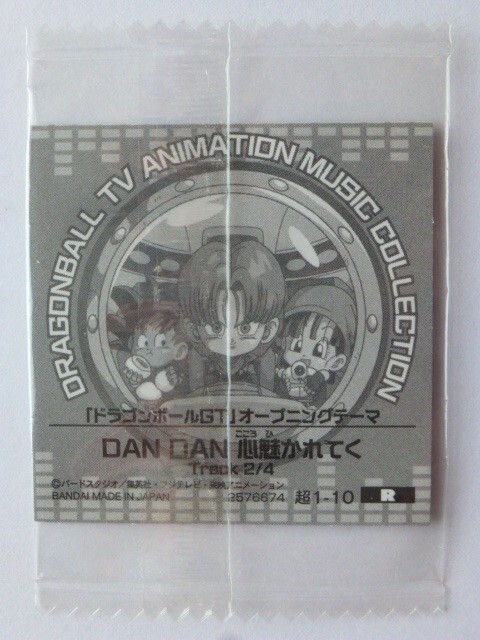 DRAGONBALL TV ANIMATION MUSIC COLLECTION
「ドラゴンボールGT」オープニングテーマ
こころ ひ
DAN DAN 心魅かれてく
Track 2/4
©バードスタジオ/集英社・フジテレビ・東映アニメーション
BANDAI MADE IN JAPAN 2578674 超1-10 R